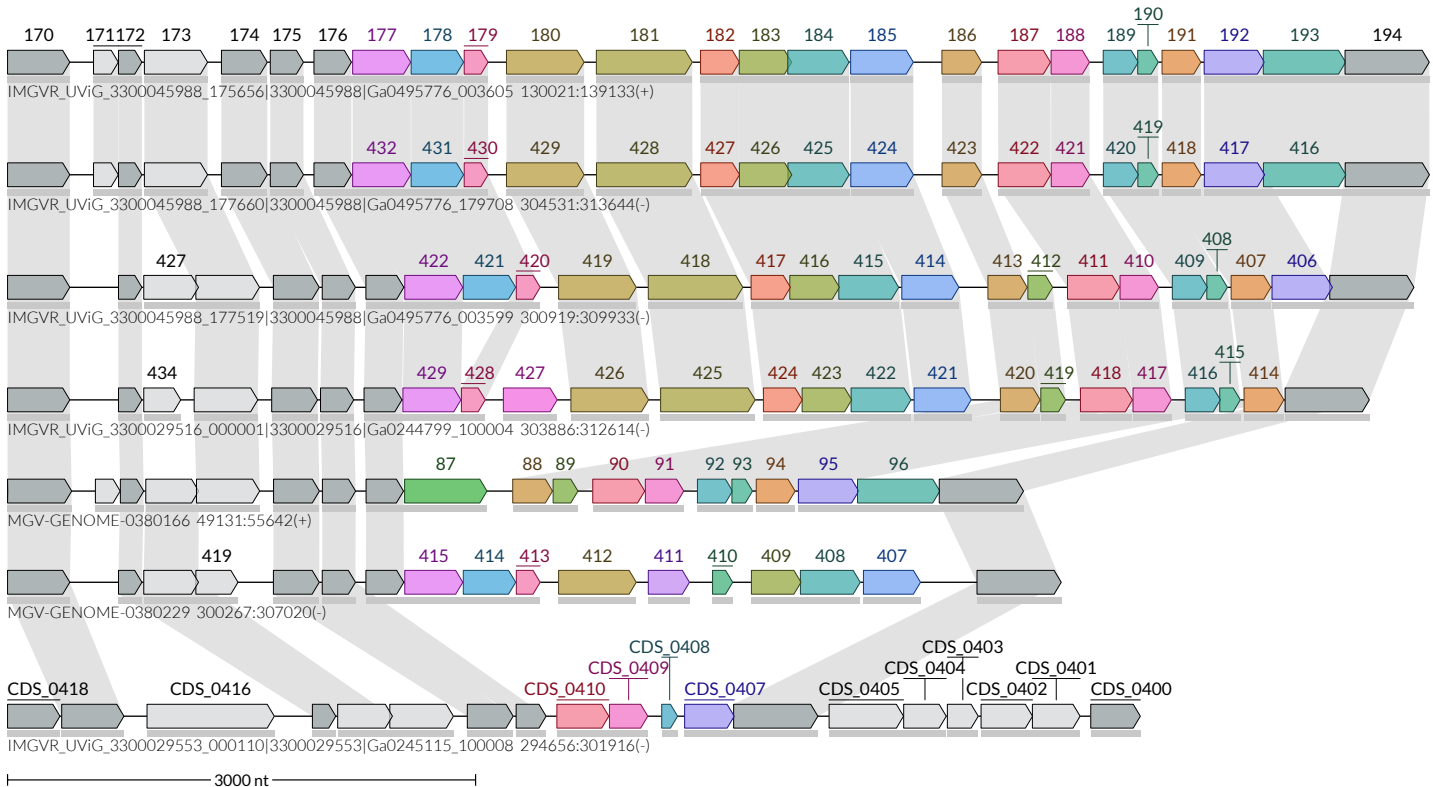 190
170 171 172 173 174 175 176 177 178 179 180 181 182 183 184 185 186 187 188 189 191 192 193 194
IMGVR_UViG_3300045988_175656|3300045988|Ga0495776_003605 130021:139133(+)
419
432 431 430 429 428 427 426 425 424 423 422 421 420 418 417 416
IMGVR_UViG_3300045988_177660|3300045988|Ga0495776_179708 304531:313644(-)
408
427 422 421 420 419 418 417 416 415 414 413 412 411 410 409 407 406
IMGVR_UViG_3300045988_177519|3300045988|Ga0495776_003599 300919:309933(-)
415
434 429 428 427 426 425 424 423 422 421 420 419 418 417 416 414
IMGVR_UViG_3300029516_000001|3300029516|Ga0244799_100004 303886:312614(-)
87 88 89 90 91 92 93 94 95 96
MGV-GENOME-0380166 49131:55642(+)
419 415 414 413 412 411 410 409 408 407
MGV-GENOME-0380229 300267:307020(-)
CDS_0408 CDS_0403
CDS_0409 CDS_0404 CDS_0401
CDS_0418 CDS_0416 CDS_0410 CDS_0407 CDS_0405 CDS_0402 CDS_0400
IMGVR_UViG_3300029553_000110|3300029553|Ga0245115_100008 294656:301916(-)
3000 nt